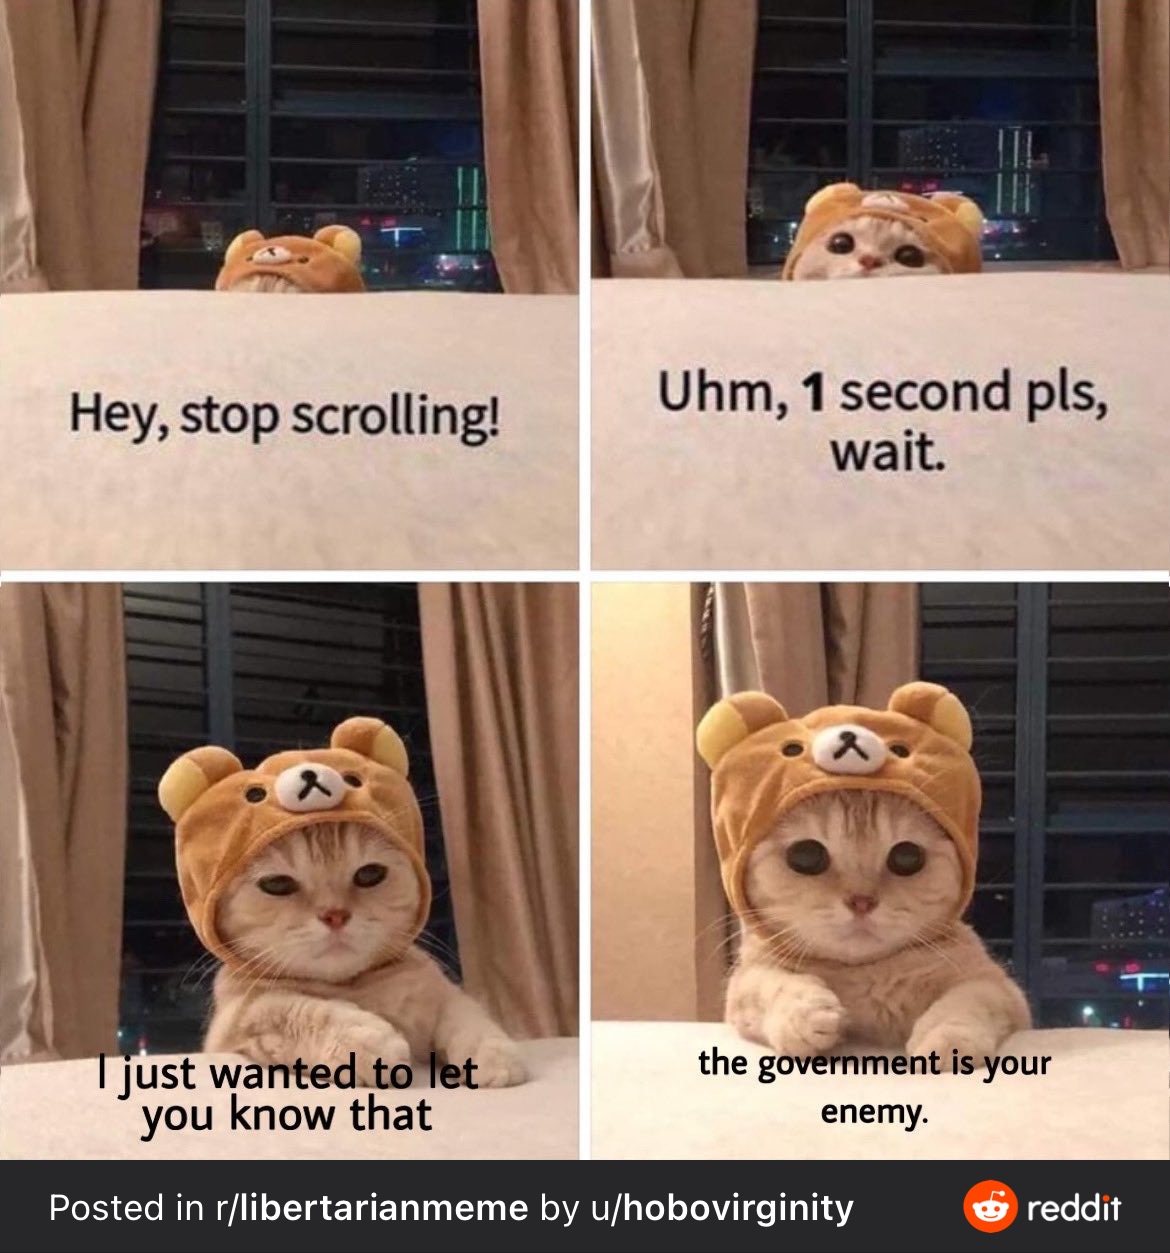 Hey, stop scrolling!
Uhm, 1 second pls,
wait.
I just wanted to let
you know that
the government is your
enemy.
Posted in r/libertarianmeme by u/hobovirginity
reddit